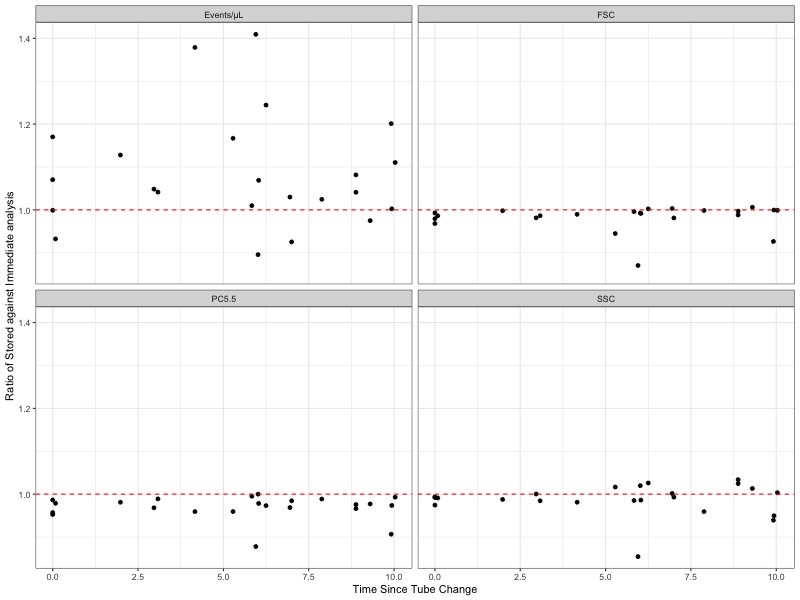 Events/µL
FSC
1.4
1.2
1.0
PC5.5
SSC
1.4
1.2
1.0
0.0 2.5 5.0 7.5 10.0
0.0 2.5 5.0 7.5 10.0
Time Since Tube Change
Ratio of Stored against Immediate analysis